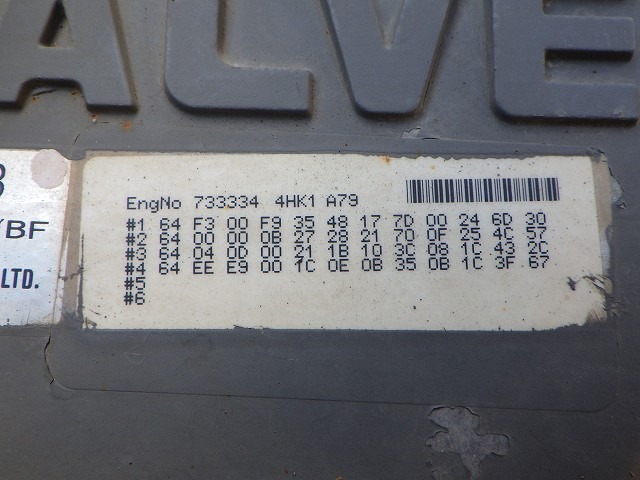 ALVE
/BF
LTD.
EngNo 733334 4HK1 A79
#1 64 F3 00 F9 35 48 17 7D 00 24 6D 30
#2 64 00 00 0B 27 28 21 7D 0F 25 4C 57
#3 64 04 0D 00 21 1B 10 3C 08 1C 43 2C
#4 64 EE E9 00 1C 0E 0B 35 0B 1C 3F 67
#5
#6